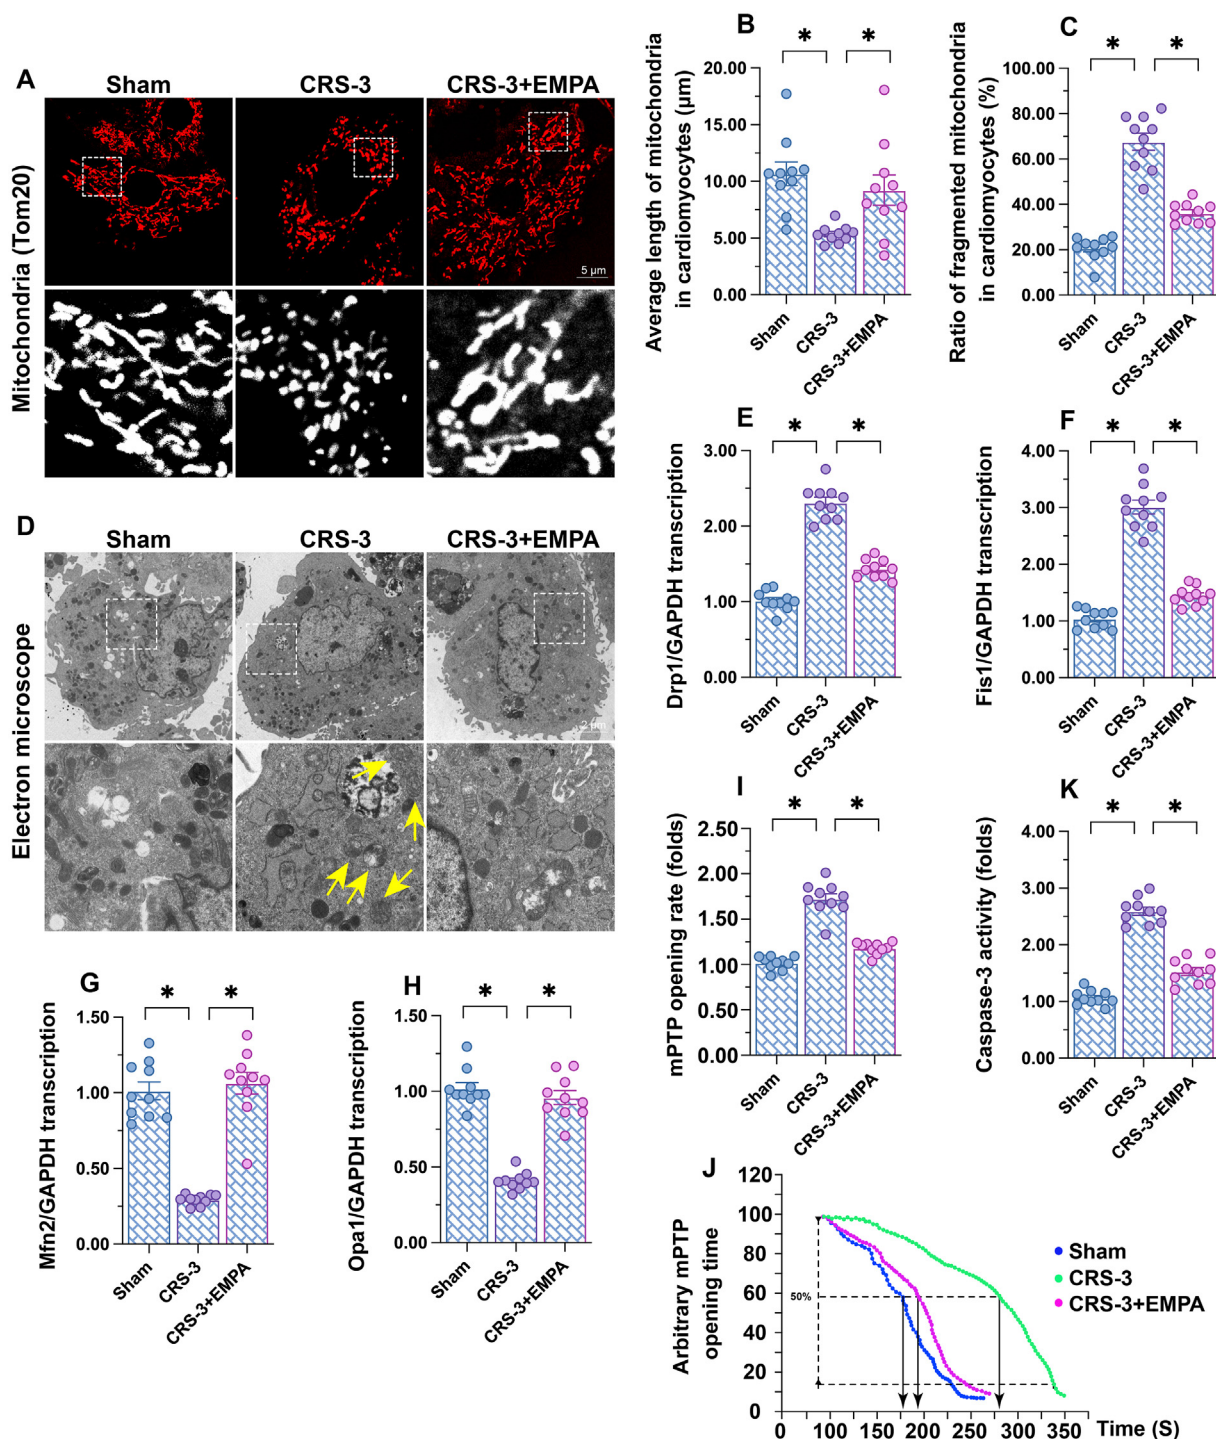 A
Sham
CRS-3
CRS-3+EMPA
Mitochondria (Tom20)
5 µm
B
*
*
Average length of mitochondria
in cardiomyocytes (µm)
20.00
15.00
10.00
5.00
0.00
Sham
CRS-3
CRS-3+EMPA
C
*
*
Ratio of fragmented mitochondria
in cardiomyocytes (%)
100.00
80.00
60.00
40.00
20.00
0.00
Sham
CRS-3
CRS-3+EMPA
D
Sham
CRS-3
CRS-3+EMPA
Electron microscope
2 µm
E
*
*
Drp1/GAPDH transcription
3.00
2.00
1.00
0.00
Sham
CRS-3
CRS-3+EMPA
F
*
*
Fis1/GAPDH transcription
4.00
3.00
2.00
1.00
0.00
Sham
CRS-3
CRS-3+EMPA
G
*
*
Mfn2/GAPDH transcription
1.50
1.00
0.50
0.00
Sham
CRS-3
CRS-3+EMPA
H
*
*
Opa1/GAPDH transcription
1.50
1.00
0.50
0.00
Sham
CRS-3
CRS-3+EMPA
I
*
*
mPTP opening rate (folds)
2.50
2.00
1.50
1.00
0.50
0.00
Sham
CRS-3
CRS-3+EMPA
K
*
*
Caspase-3 activity (folds)
4.00
3.00
2.00
1.00
0.00
Sham
CRS-3
CRS-3+EMPA
J
Arbitrary mPTP
opening time
120
100
80
60
40
20
0
50%
0
100
150
200
250
300
350
Time (S)
Sham
CRS-3
CRS-3+EMPA